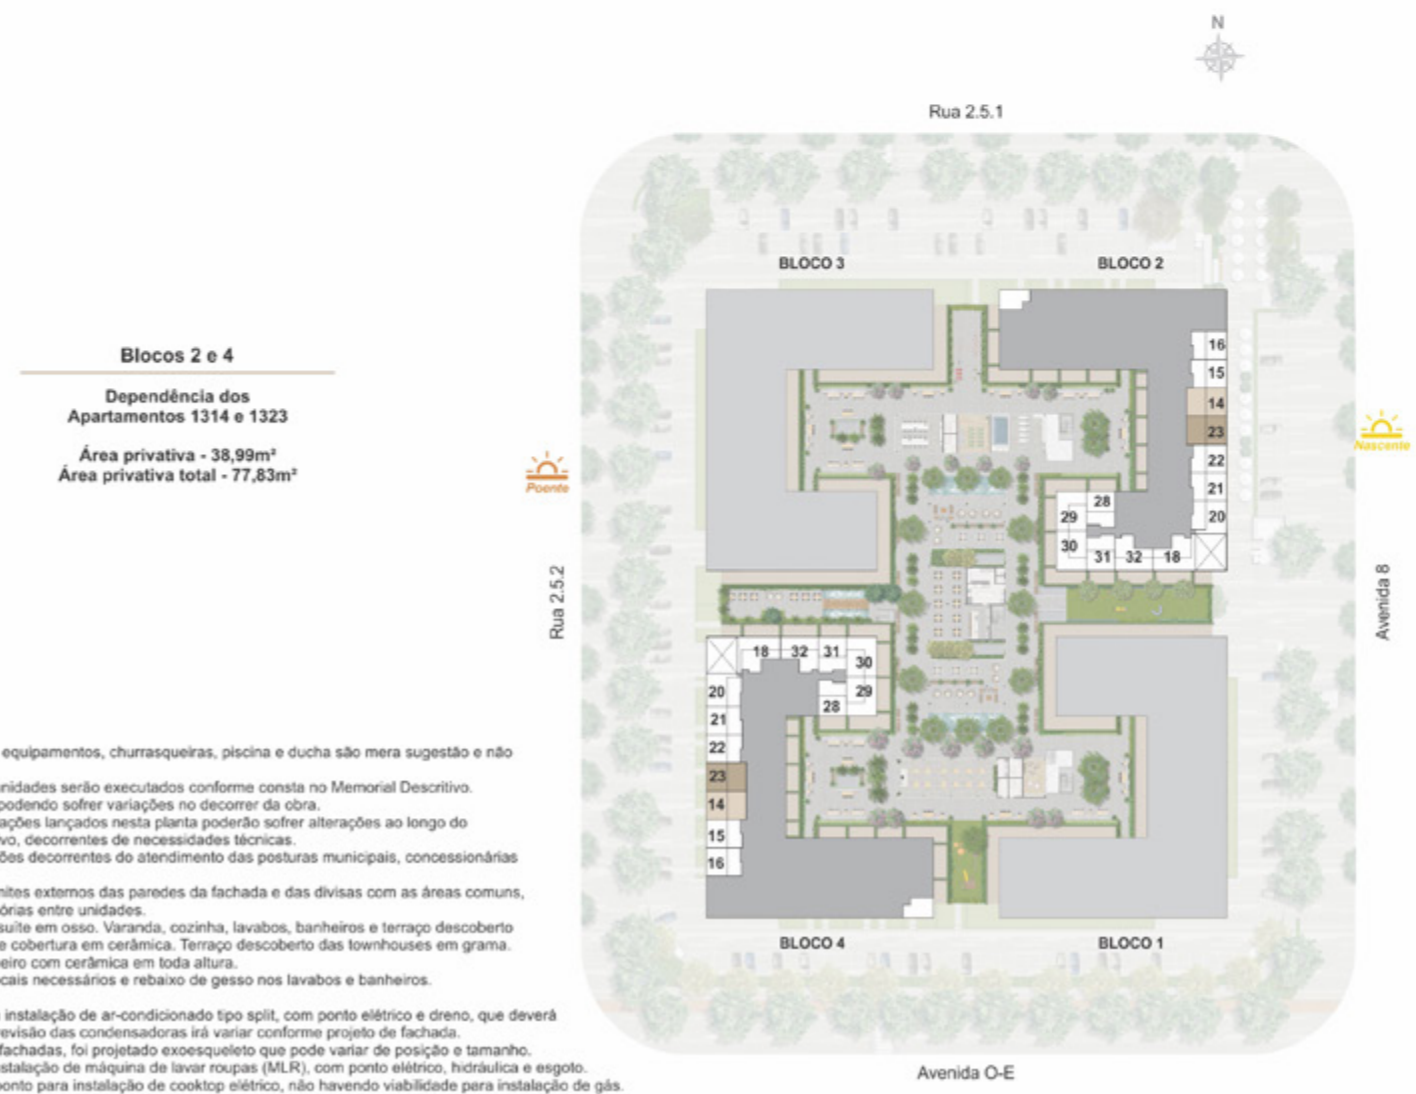 N
Rua 2.5.1
BLOCO 3
BLOCO 2
Blocos 2 e 4
Dependência dos
Apartamentos 1314 e 1323
Área privativa - 38,99m²
Área privativa total - 77,83m²
Poente
Nascente
Rua 2.5.2
Avenida 8
16
15
14
23
22
21
20
28
29
30
31
32
18
18
32
31
30
29
28
20
21
22
23
14
15
16
BLOCO 4
BLOCO 1
Avenida O-E
equipamentos, churrasqueiras, piscina e ducha são mera sugestão e não
nidades serão executados conforme consta no Memorial Descritivo.
podendo sofrer variações no decorrer da obra.
ações lançados nesta planta poderão sofrer alterações ao longo do
vo, decorrentes de necessidades técnicas.
ões decorrentes do atendimento das posturas municipais, concessionárias
mites externos das paredes da fachada e das divisas com as áreas comuns,
órias entre unidades.
suíte em osso. Varanda, cozinha, lavabos, banheiros e terraço descoberto
e cobertura em cerâmica. Terraço descoberto das townhouses em grama.
eiro com cerâmica em toda altura.
cais necessários e rebaixo de gesso nos lavabos e banheiros.
instalação de ar-condicionado tipo split, com ponto elétrico e dreno, que deverá
revisão das condensadoras irá variar conforme projeto de fachada.
fachadas, foi projetado exoesqueleto que pode variar de posição e tamanho.
stalação de máquina de lavar roupas (MLR), com ponto elétrico, hidráulica e esgoto.
ponto para instalação de cooktop elétrico, não havendo viabilidade para instalação de gás.